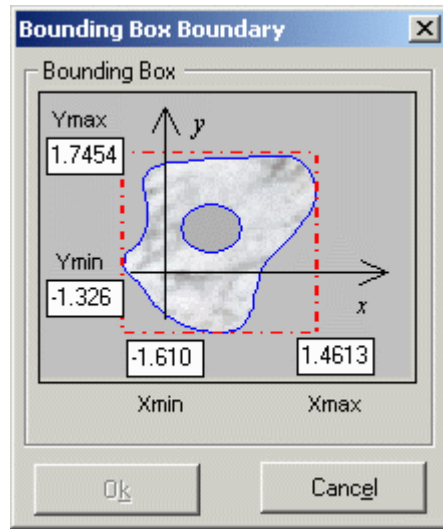 Bounding Box Boundary
Bounding Box
Ymax
y
1.7454
Ymin
-1.326
x
-1.610
1.4613
Xmin
Xmax
Ok
Cancel